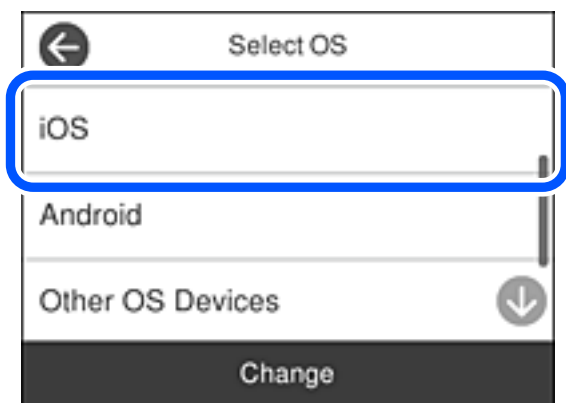 Select OS
iOS
Android
Other OS Devices
Change